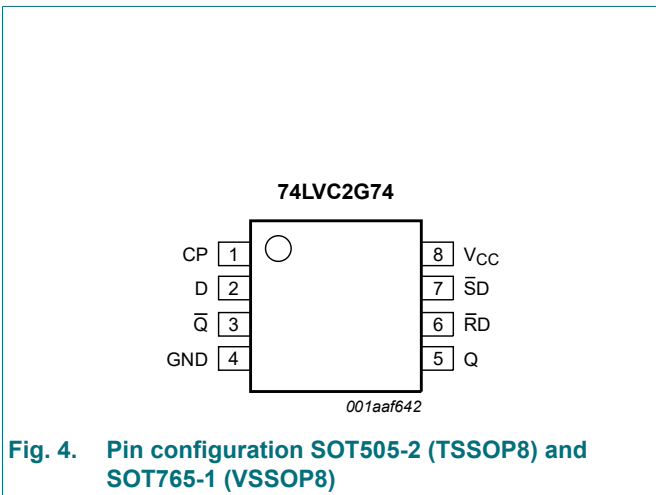 74LVC2G74
CP 1
8 V_CC
D 2
7 S̅D
Q̅ 3
6 R̅D
GND 4
5 Q
001aaf642
Fig. 4. Pin configuration SOT505-2 (TSSOP8) and
SOT765-1 (VSSOP8)